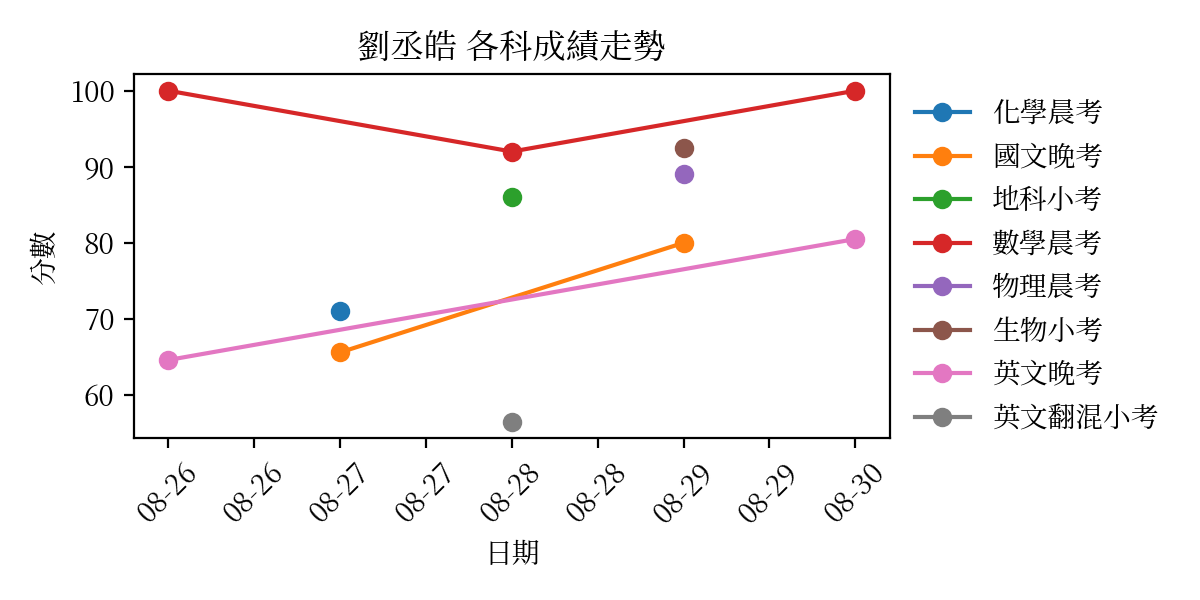 劉丞皓 各科成績走勢
分數
100
90
80
70
60
08-26
08-26
08-27
08-27
08-28
08-28
08-29
08-29
08-30
日期
化學晨考
國文晚考
地科小考
數學晨考
物理晨考
生物小考
英文晚考
英文翻混小考